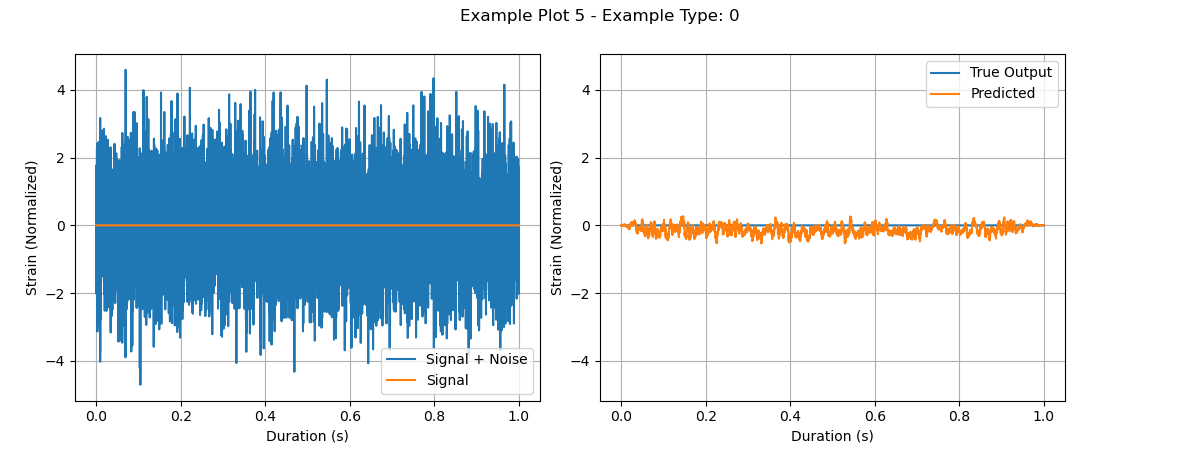 Example Plot 5 - Example Type: 0
4
2
0
−2
−4
Strain (Normalized)
Signal + Noise
Signal
0.0 0.2 0.4 0.6 0.8 1.0
Duration (s)
4
2
0
−2
−4
Strain (Normalized)
True Output
Predicted
0.0 0.2 0.4 0.6 0.8 1.0
Duration (s)